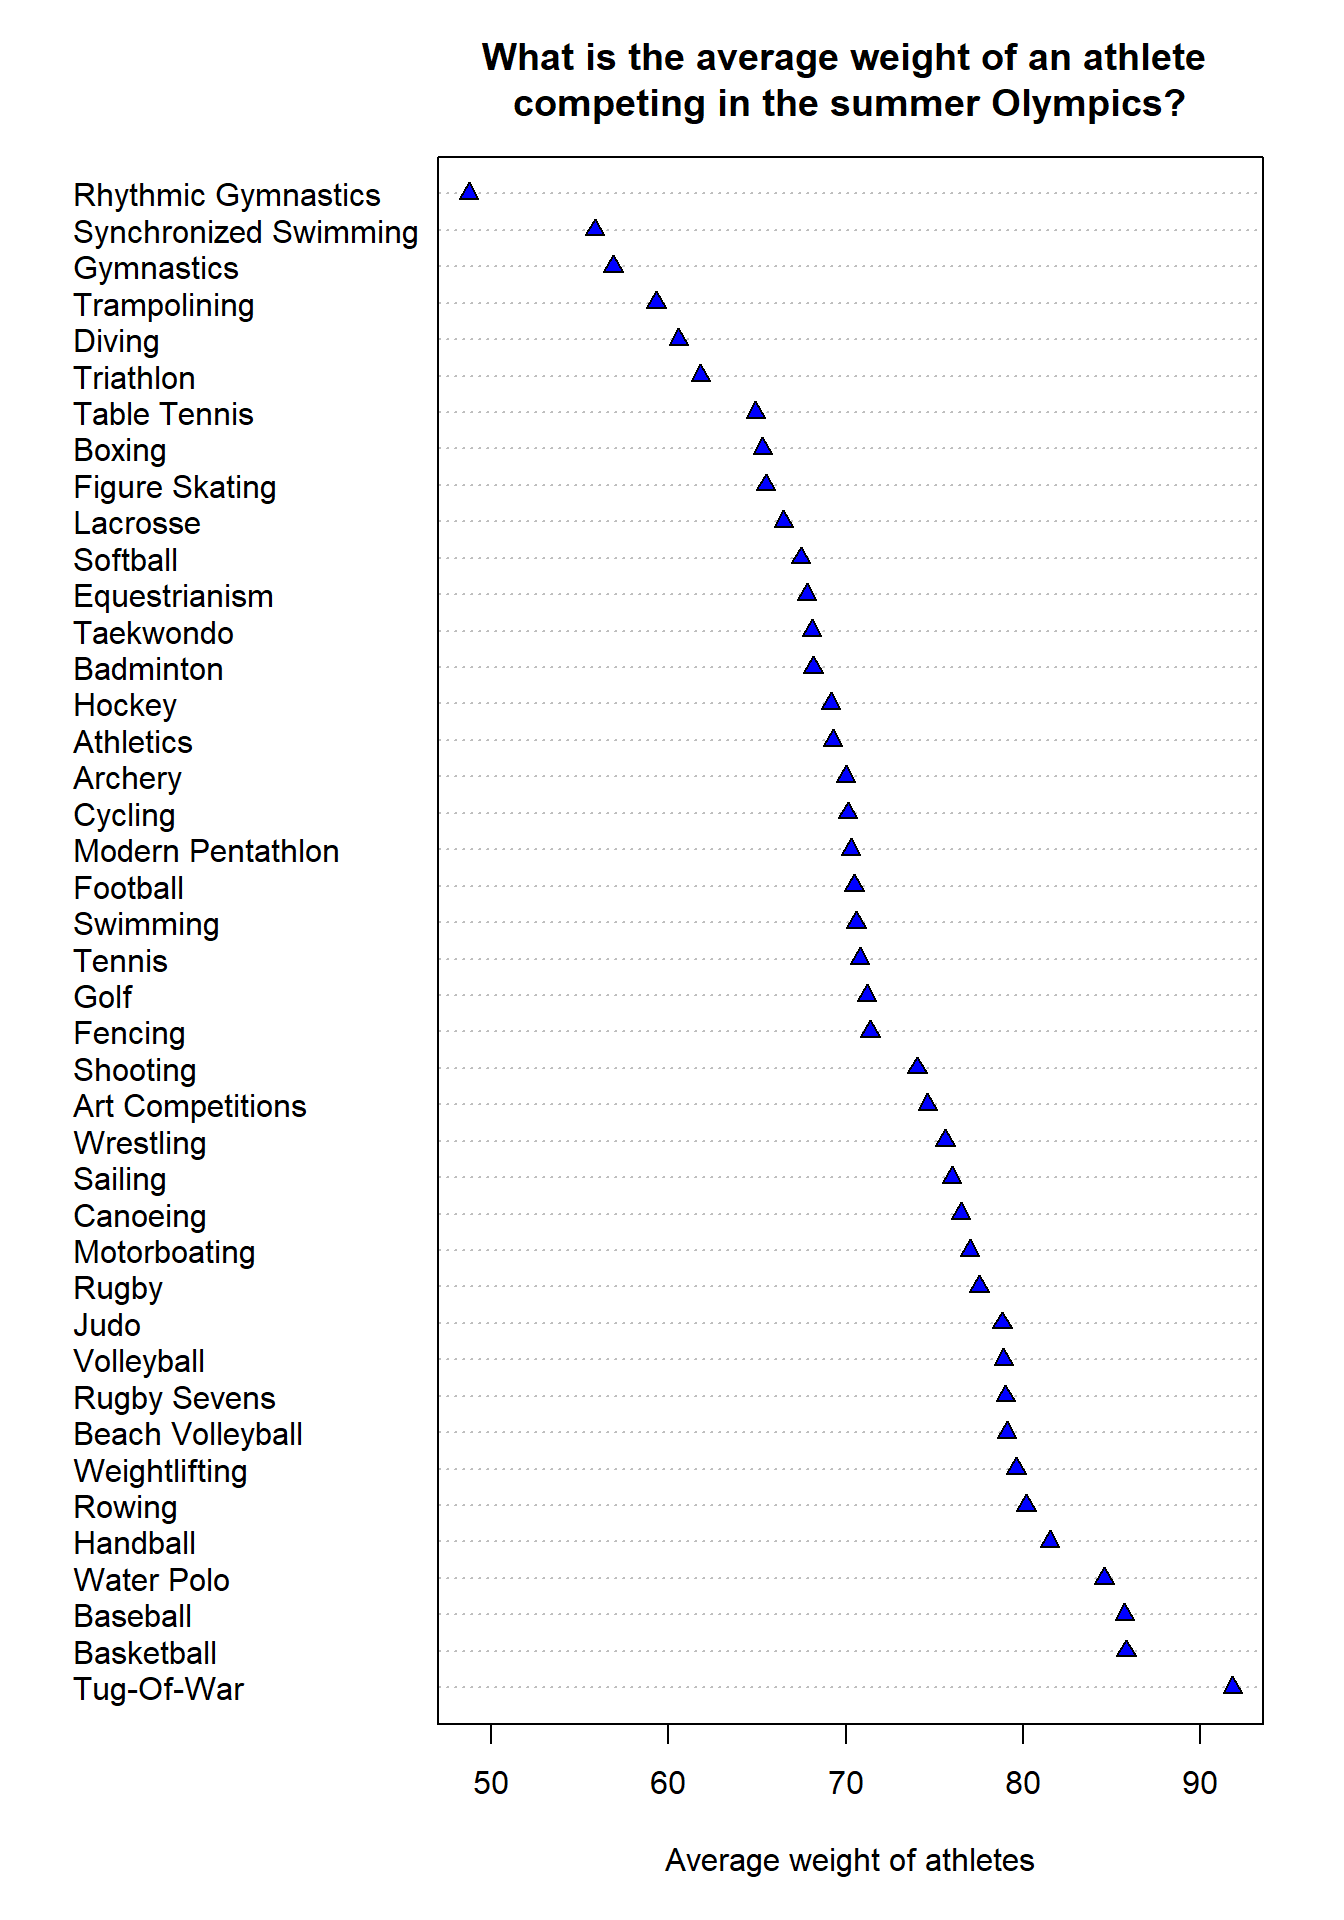 What is the average weight of an athlete
competing in the summer Olympics?
Rhythmic Gymnastics
Synchronized Swimming
Gymnastics
Trampolining
Diving
Triathlon
Table Tennis
Boxing
Figure Skating
Lacrosse
Softball
Equestrianism
Taekwondo
Badminton
Hockey
Athletics
Archery
Cycling
Modern Pentathlon
Football
Swimming
Tennis
Golf
Fencing
Shooting
Art Competitions
Wrestling
Sailing
Canoeing
Motorboating
Rugby
Judo
Volleyball
Rugby Sevens
Beach Volleyball
Weightlifting
Rowing
Handball
Water Polo
Baseball
Basketball
Tug-Of-War
50 60 70 80 90
Average weight of athletes